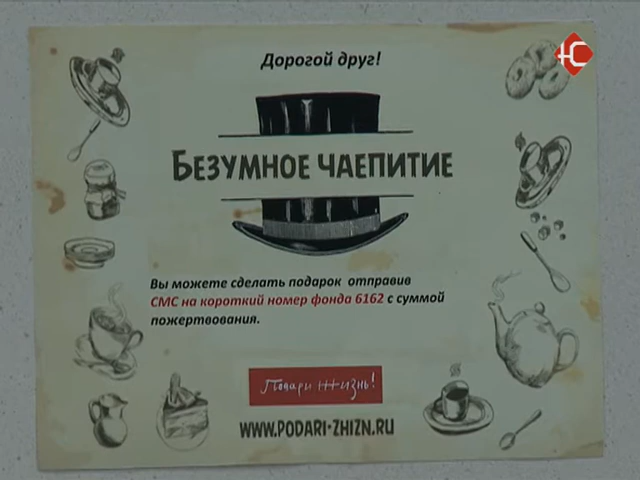 Ю
Дорогой друг!
БЕЗУМНОЕ ЧАЕПИТИЕ
Вы можете сделать подарок отправив
СМС на короткий номер фонда 6162 с суммой
пожертвования.
Подари жизнь!
WWW.PODARI-ZHIZN.RU